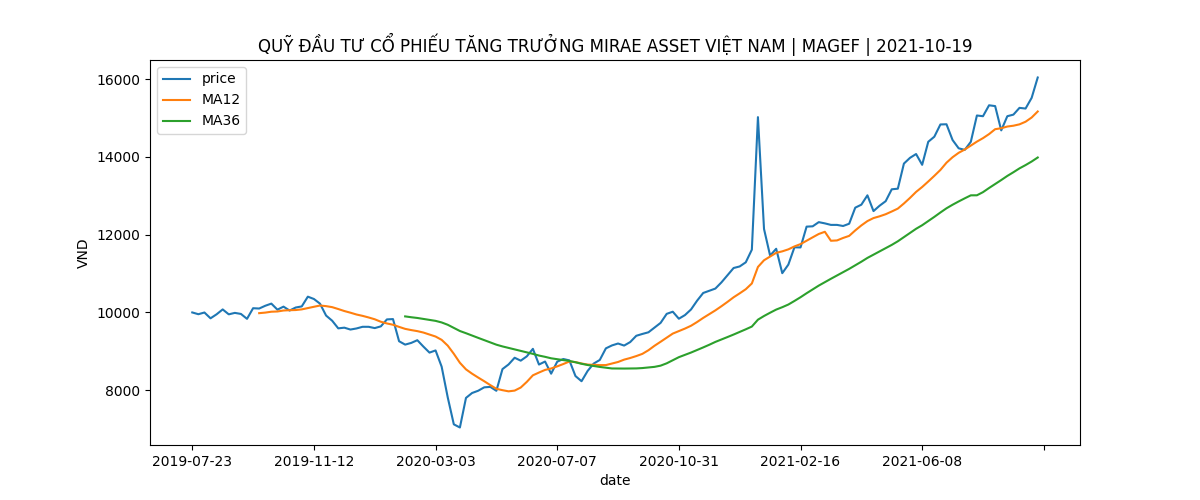 QUỸ ĐẦU TƯ CỔ PHIẾU TĂNG TRƯỞNG MIRAE ASSET VIỆT NAM | MAGEF | 2021-10-19
price
MA12
MA36
16000
14000
12000
10000
8000
VND
2019-07-23 2019-11-12 2020-03-03 2020-07-07 2020-10-31 2021-02-16 2021-06-08
date